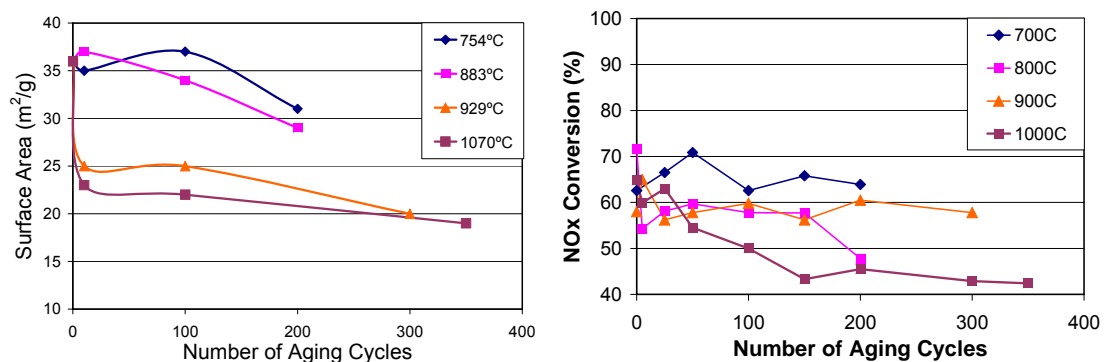 40
35
30
25
20
15
10
0
100
200
300
400
Surface Area (m²/g)
Number of Aging Cycles
754ºC
883ºC
929ºC
1070ºC
100
90
80
70
60
50
40
0
100
200
300
400
NOx Conversion (%)
Number of Aging Cycles
700C
800C
900C
1000C